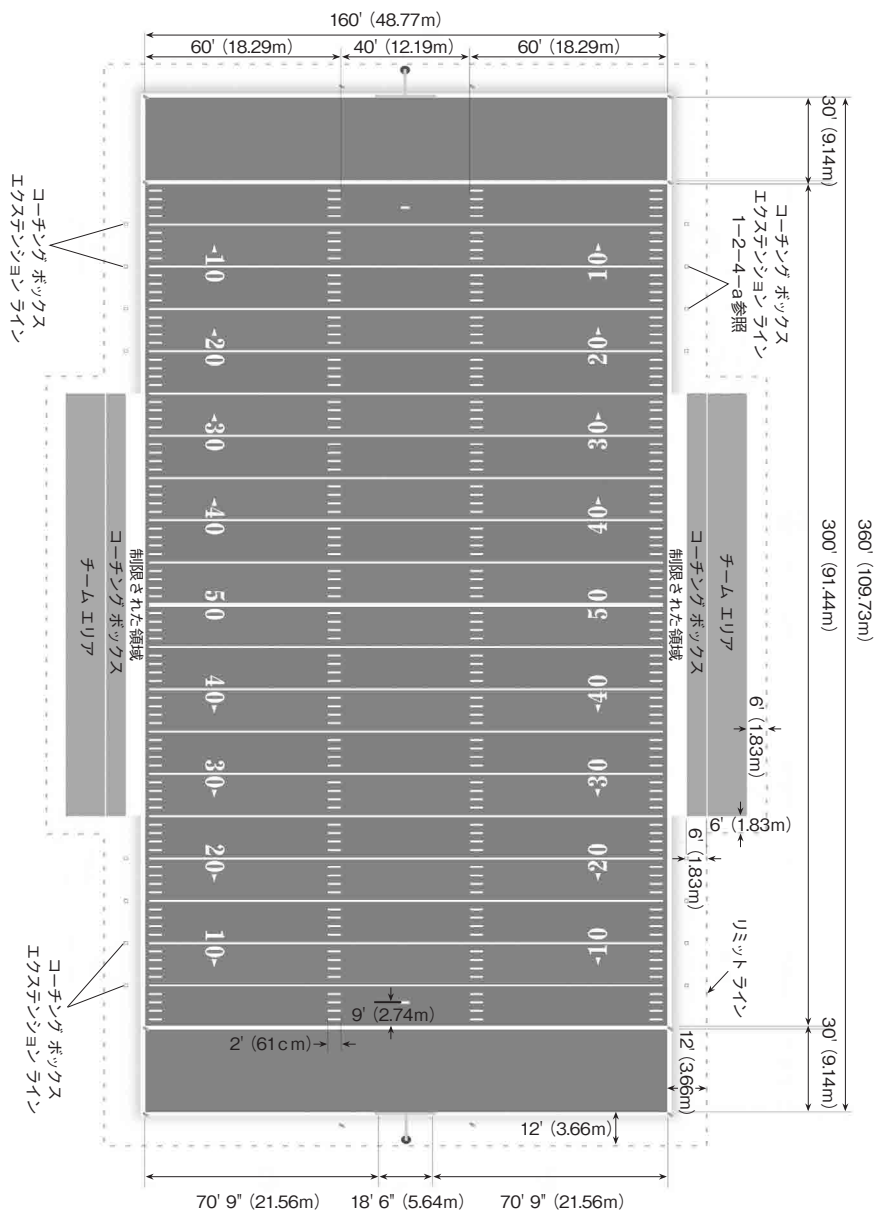 160' (48.77m)
60' (18.29m)
40' (12.19m)
60' (18.29m)
30' (9.14m)
コーチング ボックス
エクステンション ライン
コーチング ボックス
エクステンション ライン
1−2−4−a 参照
10
10
20
20
30
30
40
40
50
50
40
40
30
30
20
20
10
10
制限された領域
コーチング ボックス
チーム エリア
制限された領域
コーチング ボックス
チーム エリア
300' (91.44m)
360' (109.73m)
6' (1.83m)
6' (1.83m)
6' (1.83m)
リミット ライン
コーチング ボックス
エクステンション ライン
9' (2.74m)
2' (61cm)
12' (3.66m)
30' (9.14m)
12' (3.66m)
70' 9" (21.56m)
18' 6" (5.64m)
70' 9" (21.56m)